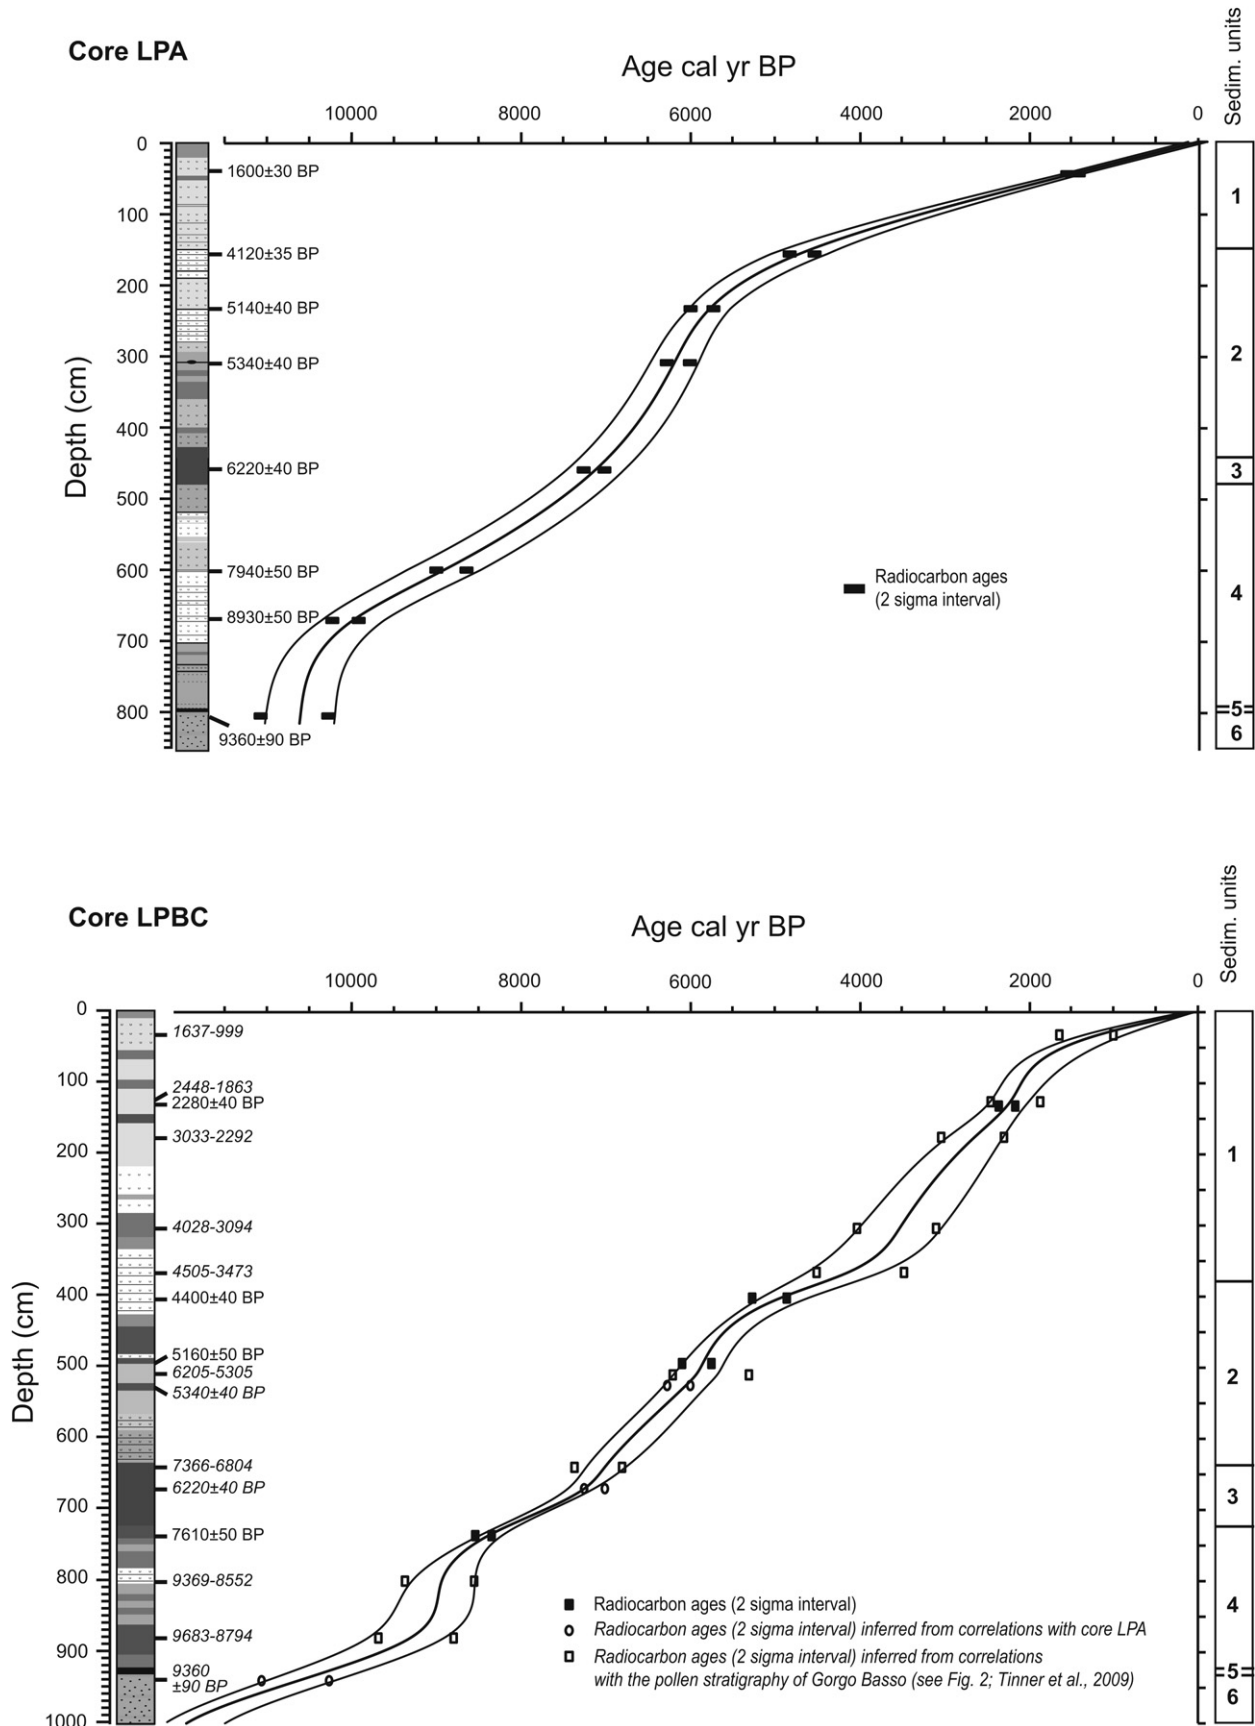 Core LPA
Age cal yr BP
Sedim. units
10000 8000 6000 4000 2000 0
0
100
200
300
400
500
600
700
800
Depth (cm)
1600±30 BP
4120±35 BP
5140±40 BP
5340±40 BP
6220±40 BP
7940±50 BP
8930±50 BP
9360±90 BP
Radiocarbon ages
(2 sigma interval)
1
2
3
4
5
6
Core LPBC
Age cal yr BP
Sedim. units
10000 8000 6000 4000 2000 0
0
100
200
300
400
500
600
700
800
900
1000
Depth (cm)
1637-999
2448-1863
2280±40 BP
3033-2292
4028-3094
4505-3473
4400±40 BP
5160±50 BP
6205-5305
5340±40 BP
7366-6804
6220±40 BP
7610±50 BP
9369-8552
9683-8794
9360
±90 BP
Radiocarbon ages (2 sigma interval)
Radiocarbon ages (2 sigma interval) inferred from correlations with core LPA
Radiocarbon ages (2 sigma interval) inferred from correlations
with the pollen stratigraphy of Gorgo Basso (see Fig. 2; Tinner et al., 2009)
1
2
3
4
5
6